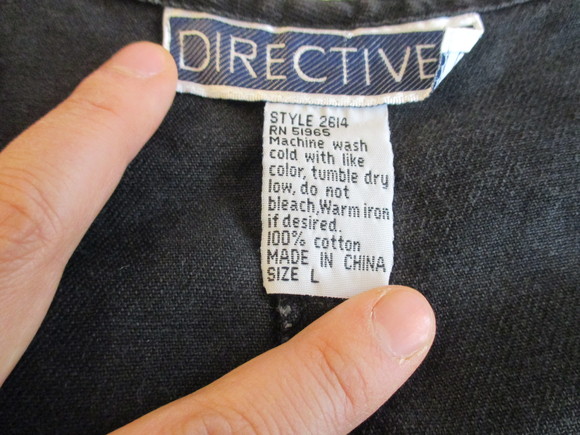 DIRECTIVE
STYLE 2614
RN 51965
Machine wash
cold with like
color, tumble dry
low, do not
bleach,Warm iron
if desired.
100% cotton
MADE IN CHINA
SIZE L